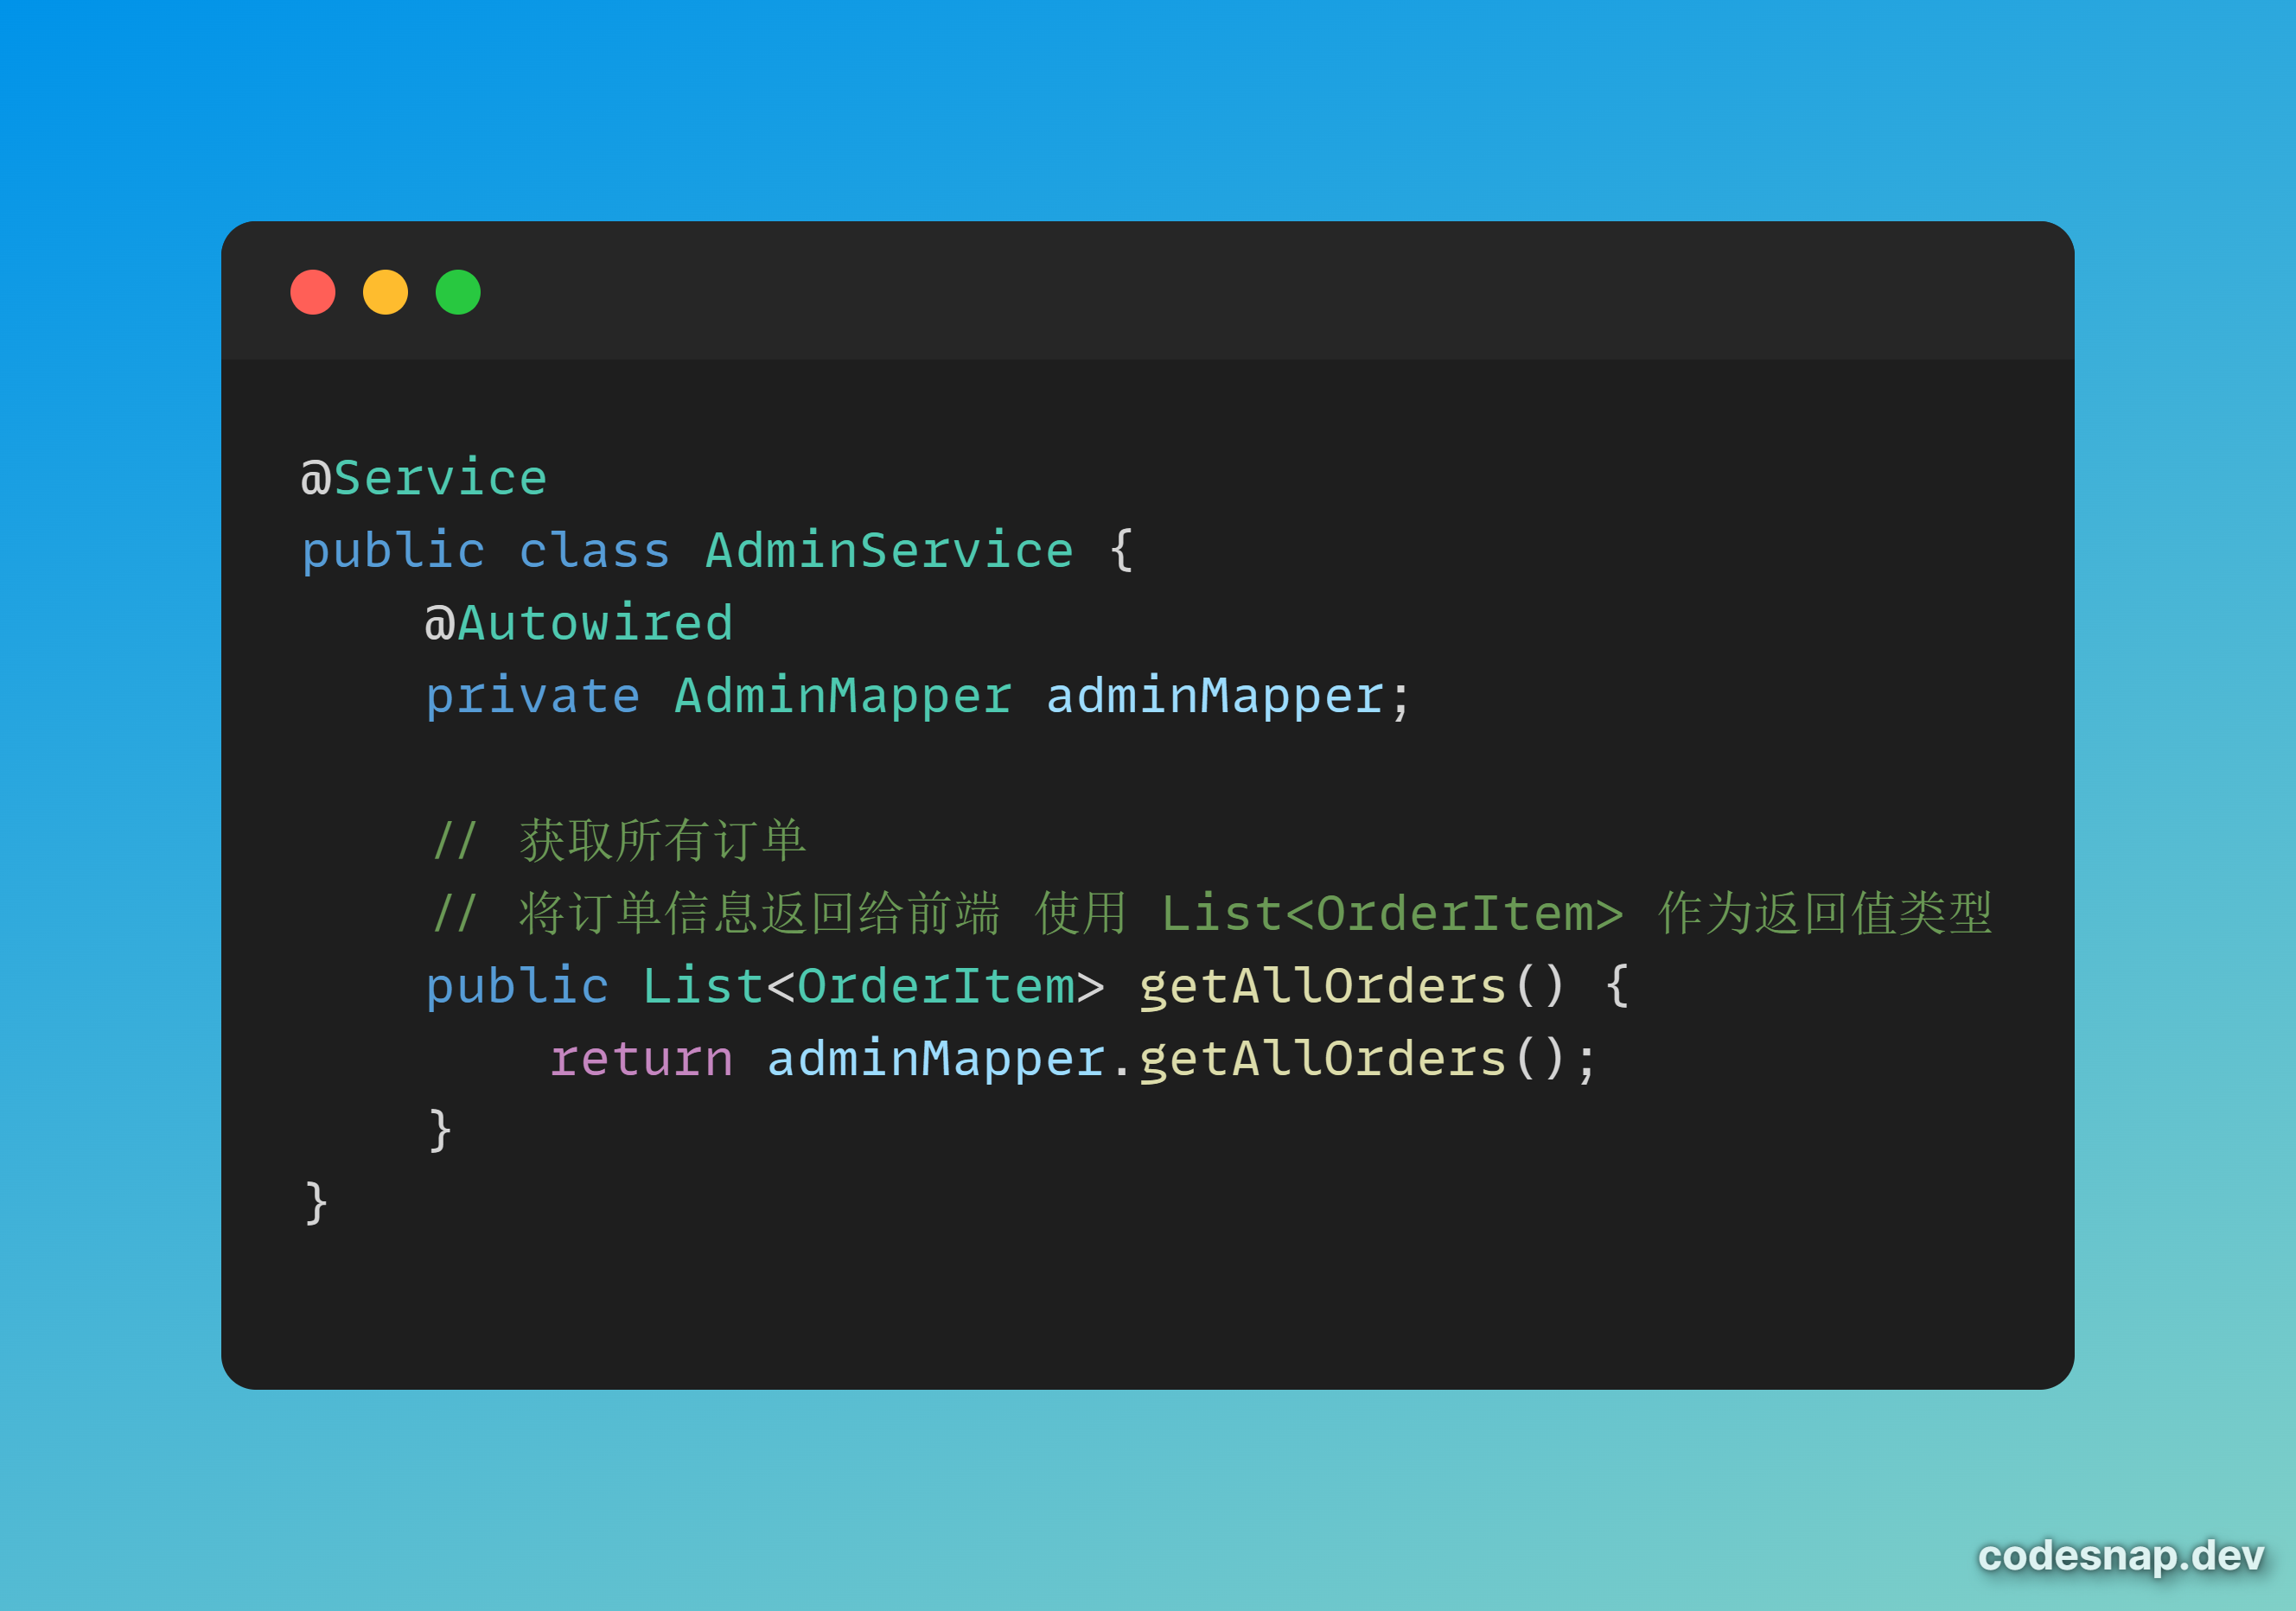 @Service
public class AdminService {
    @Autowired
    private AdminMapper adminMapper;

    // 获取所有订单
    // 将订单信息返回给前端 使用 List<OrderItem> 作为返回值类型
    public List<OrderItem> getAllOrders() {
        return adminMapper.getAllOrders();
    }
}
codesnap.dev